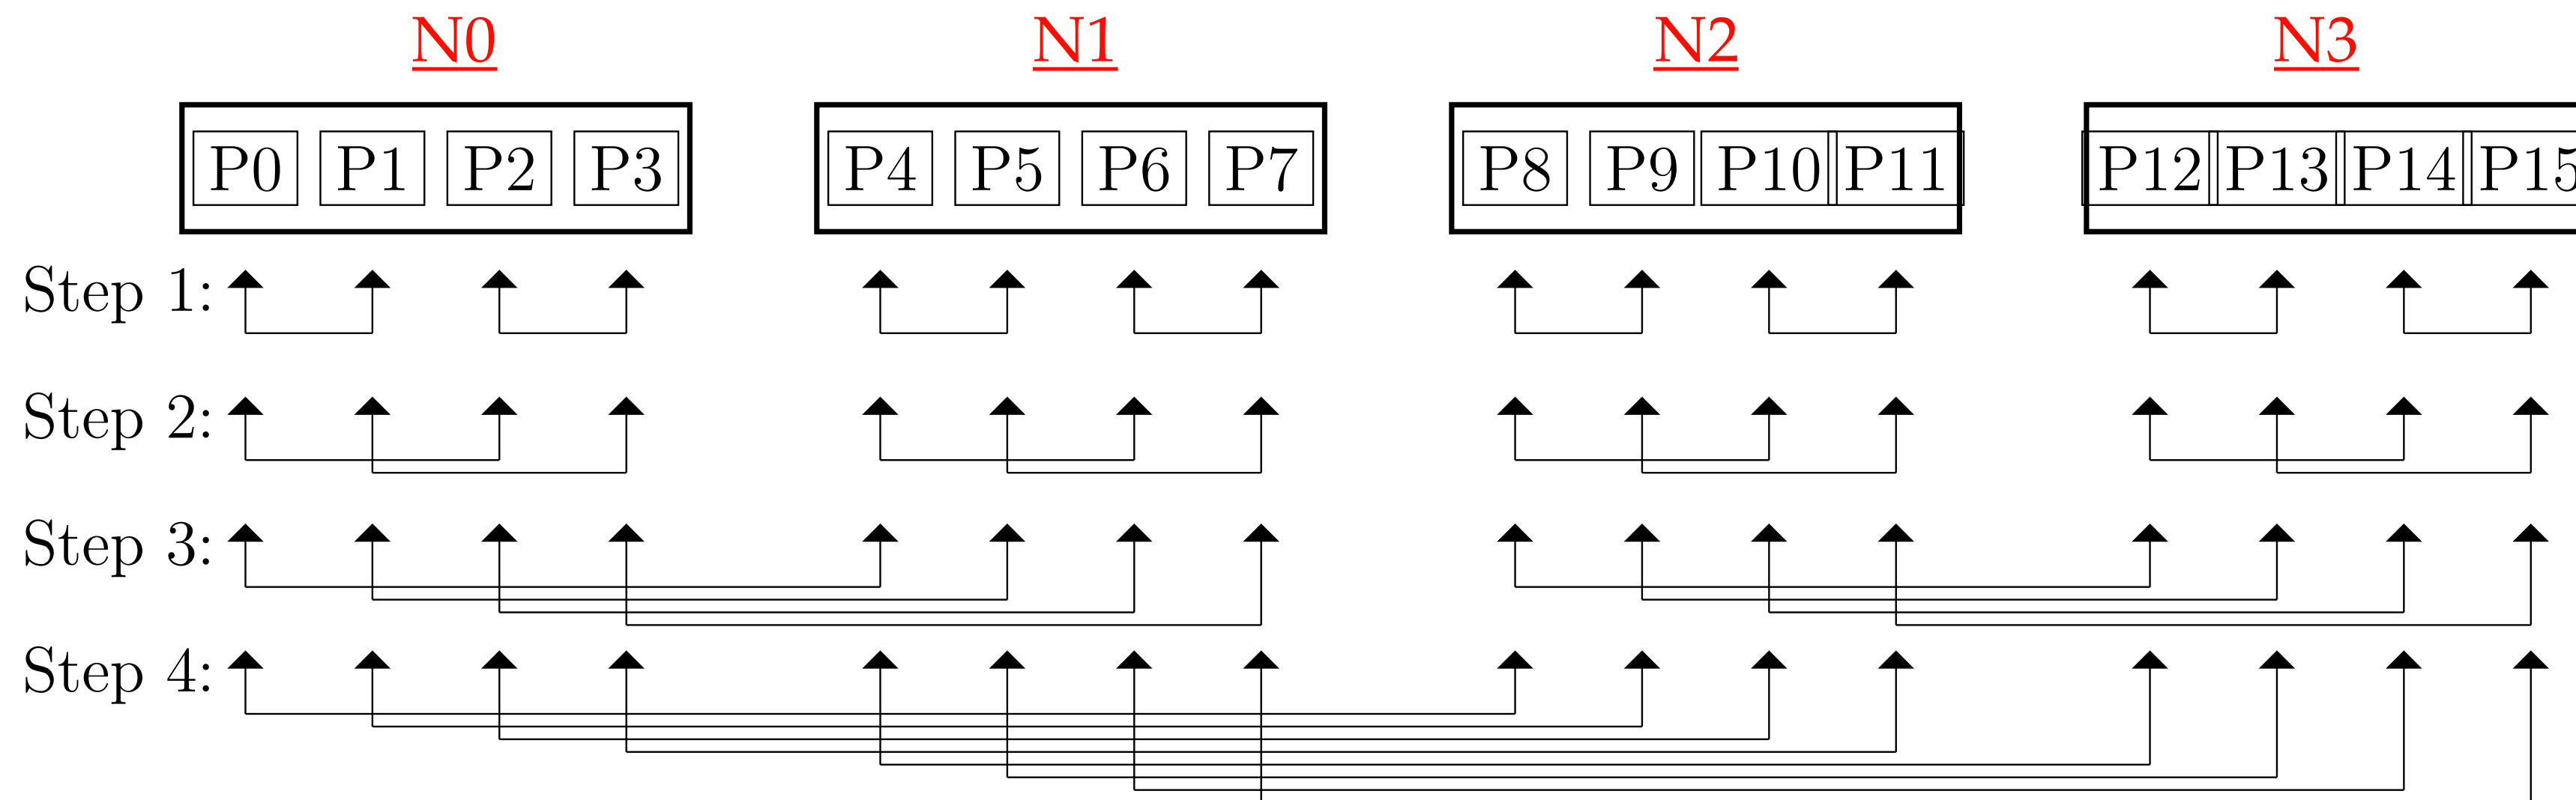 N0 N1 N2 N3
P0 P1 P2 P3 P4 P5 P6 P7 P8 P9 P10 P11 P12 P13 P14 P15
Step 1:
Step 2:
Step 3:
Step 4: